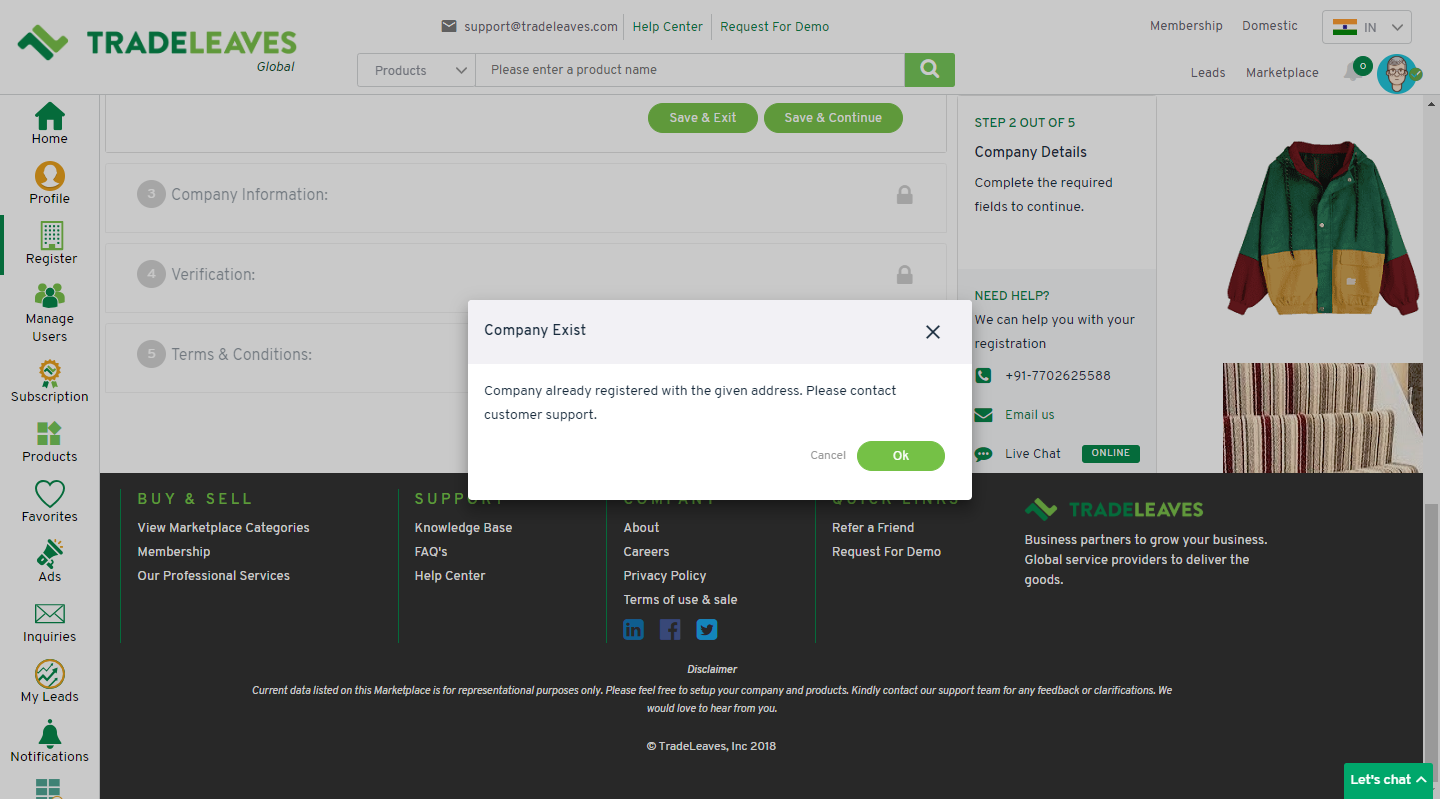 support@tradeleaves.com
Help Center
Request For Demo
Membership
Domestic
IN
TRADELEAVES
Global
Products
Please enter a product name
Leads
Marketplace
0
Home
Profile
Register
Manage
Users
Subscription
Products
Favorites
Ads
Inquiries
My Leads
Notifications
Save & Exit
Save & Continue
3 Company Information:
4 Verification:
5 Terms & Conditions:
STEP 2 OUT OF 5
Company Details
Complete the required
fields to continue.
NEED HELP?
We can help you with your
registration
+91-7702625588
Email us
Live Chat
ONLINE
Company Exist
Company already registered with the given address. Please contact
customer support.
Cancel
Ok
BUY & SELL
View Marketplace Categories
Membership
Our Professional Services
SUPPORT
Knowledge Base
FAQ's
Help Center
COMPANY
About
Careers
Privacy Policy
Terms of use & sale
QUICK LINKS
Refer a Friend
Request For Demo
TRADELEAVES
Business partners to grow your business.
Global service providers to deliver the
goods.
Disclaimer
Current data listed on this Marketplace is for representational purposes only. Please feel free to setup your company and products. Kindly contact our support team for any feedback or clarifications. We
would love to hear from you.
© TradeLeaves, Inc 2018
Let's chat